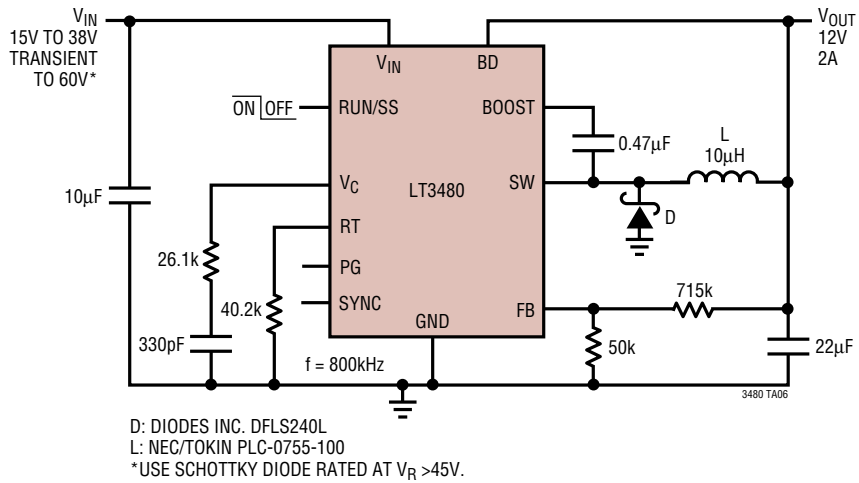 VIN
15V TO 38V
TRANSIENT
TO 60V*
VOUT
12V
2A
VIN
BD
ON OFF
RUN/SS
BOOST
0.47µF
L
10µH
VC
LT3480
SW
10µF
RT
D
26.1k
PG
40.2k
SYNC
FB
715k
GND
330pF
f = 800kHz
50k
22µF
3480 TA06
D: DIODES INC. DFLS240L
L: NEC/TOKIN PLC-0755-100
*USE SCHOTTKY DIODE RATED AT VR >45V.